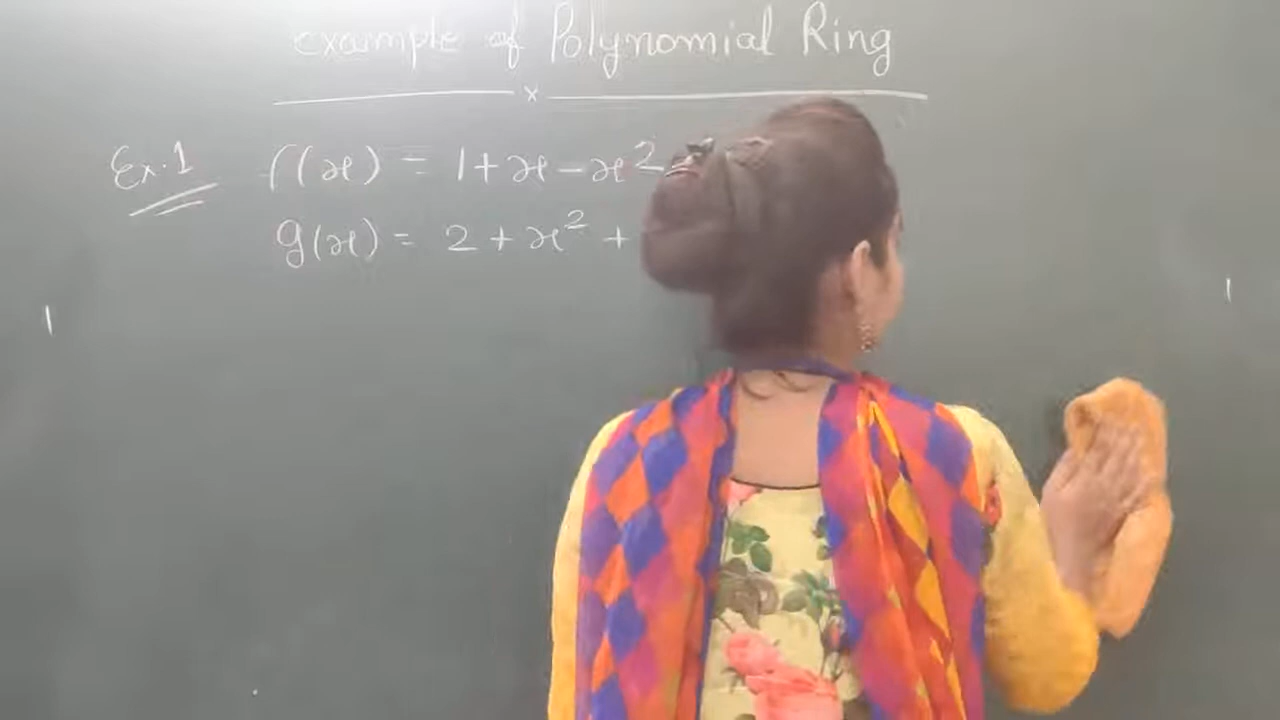 example of Polynomial Ring
x
Ex.1 f(x) = 1 + x - x²
g(x) = 2 + x² +